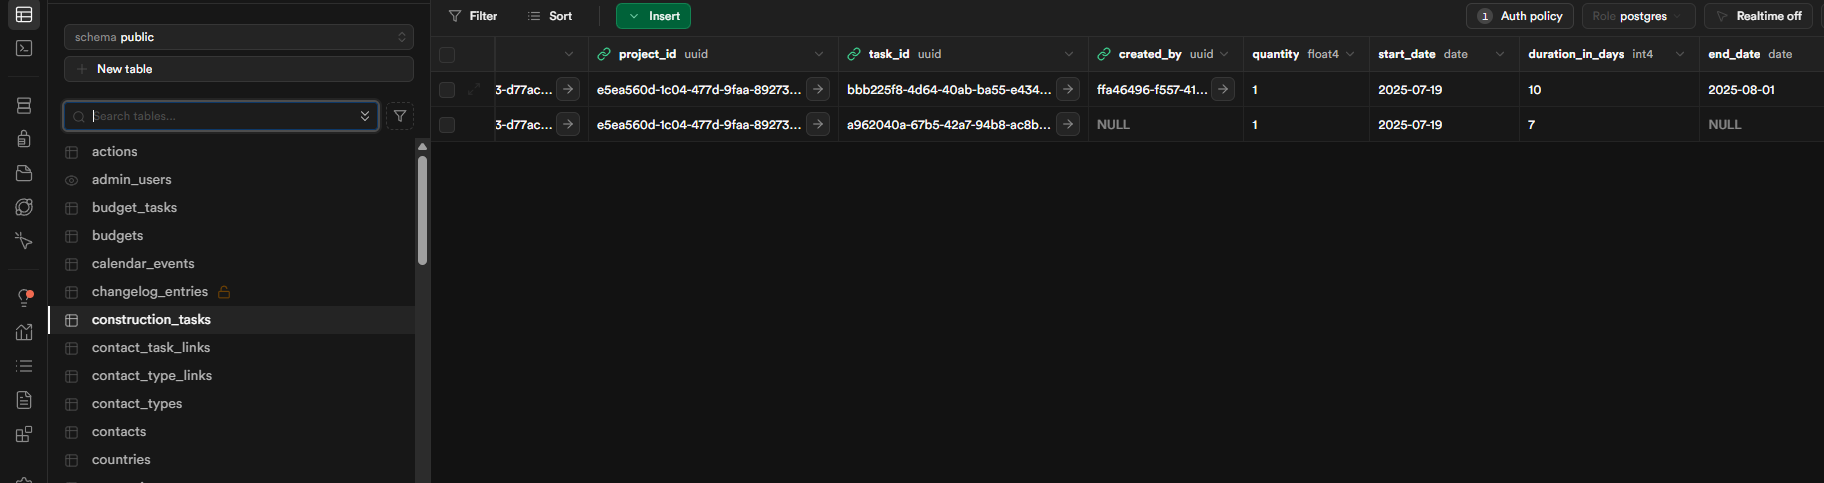 Filter Sort Insert 1 Auth policy Role postgres Realtime off
schema public
New table
Search tables...
actions
admin_users
budget_tasks
budgets
calendar_events
changelog_entries
construction_tasks
contact_task_links
contact_type_links
contact_types
contacts
countries
project_id uuid task_id uuid created_by uuid quantity float4 start_date date duration_in_days int4 end_date date
3-d77ac... e5ea560d-1c04-477d-9faa-89273... bbb225f8-4d64-40ab-ba55-e434... ffa46496-f557-41... 1 2025-07-19 10 2025-08-01
3-d77ac... e5ea560d-1c04-477d-9faa-89273... a962040a-67b5-42a7-94b8-ac8b... NULL 1 2025-07-19 7 NULL